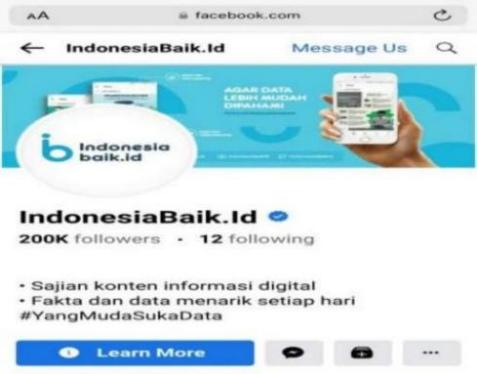 AA facebook.com
IndonesiaBaik.Id Message Us
AGAR DATA
LEBIH MUDAH
DIPAHAMI
Indonesia
baik.id
IndonesiaBaik.Id
200K followers · 12 following
• Sajian konten informasi digital
• Fakta dan data menarik setiap hari
#YangMudaSukaData
Learn More